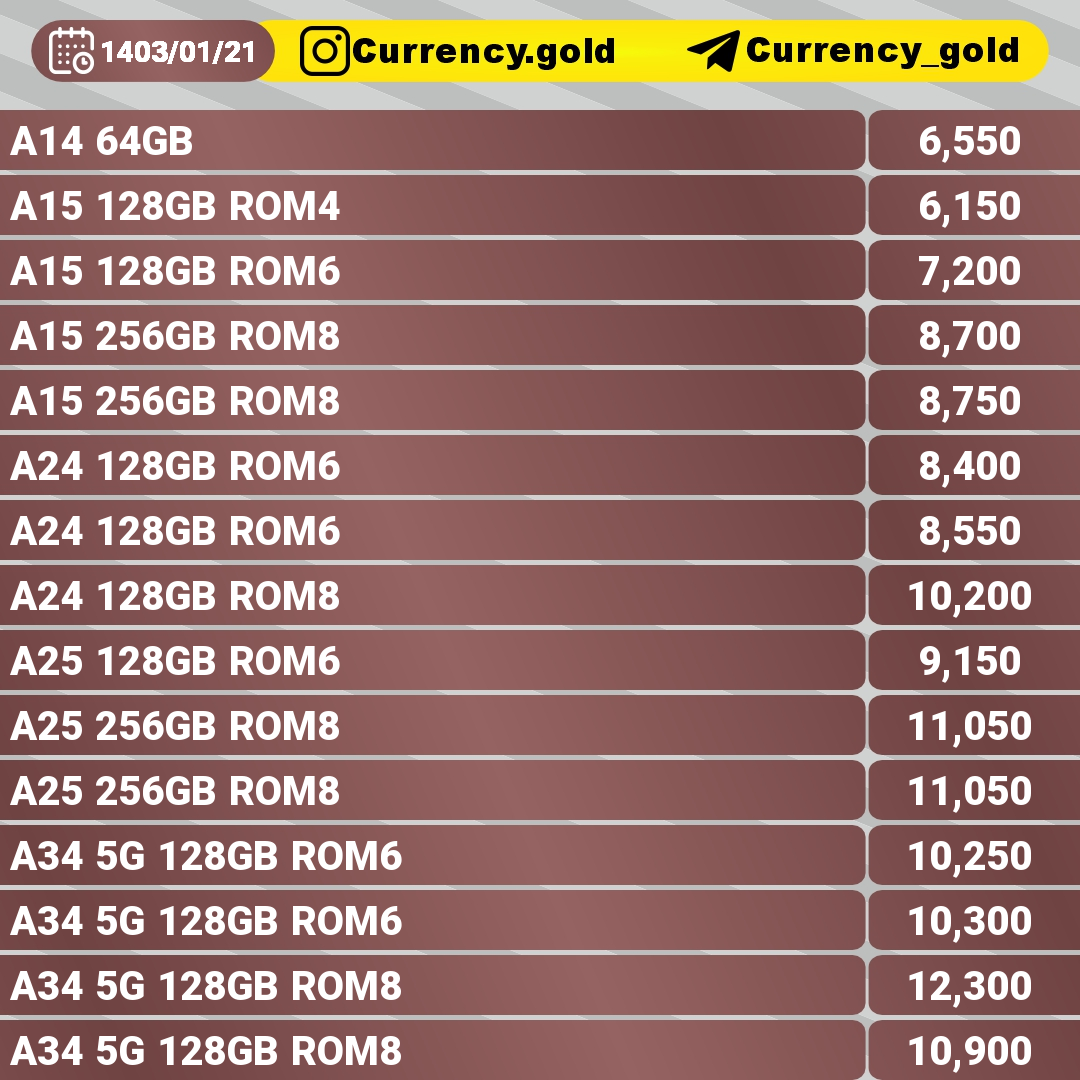 1403/01/21 Currency.gold Currency_gold
A14 64GB 6,550
A15 128GB ROM4 6,150
A15 128GB ROM6 7,200
A15 256GB ROM8 8,700
A15 256GB ROM8 8,750
A24 128GB ROM6 8,400
A24 128GB ROM6 8,550
A24 128GB ROM8 10,200
A25 128GB ROM6 9,150
A25 256GB ROM8 11,050
A25 256GB ROM8 11,050
A34 5G 128GB ROM6 10,250
A34 5G 128GB ROM6 10,300
A34 5G 128GB ROM8 12,300
A34 5G 128GB ROM8 10,900